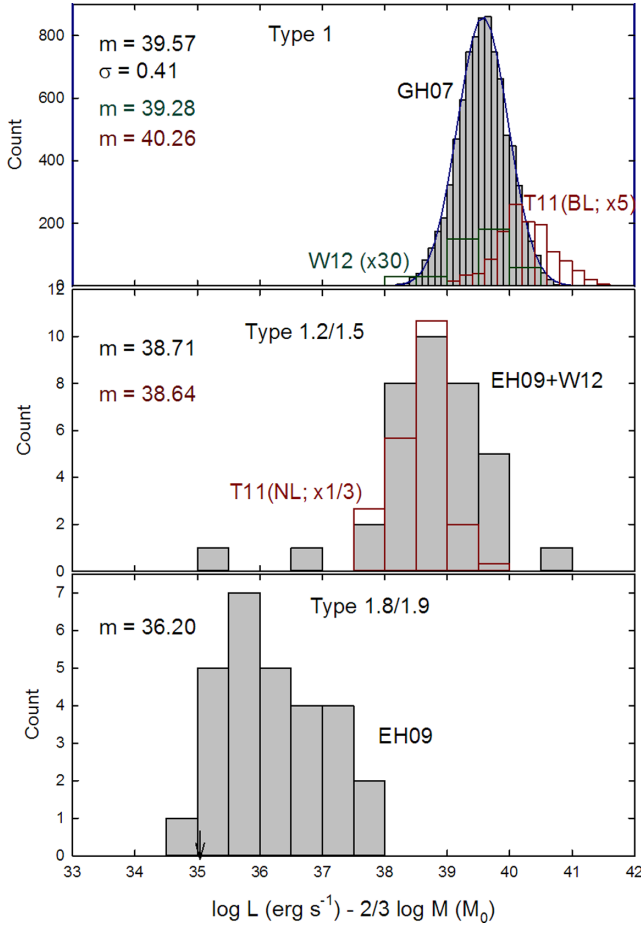 800
600
400
200
0
Count
m = 39.57
σ = 0.41
m = 39.28
m = 40.26
Type 1
GH07
T11(BL; x5)
W12 (x30)
12
10
8
6
4
2
0
Count
m = 38.71
m = 38.64
Type 1.2/1.5
EH09+W12
T11(NL; x1/3)
7
6
5
4
3
2
1
0
Count
m = 36.20
Type 1.8/1.9
EH09
33 34 35 36 37 38 39 40 41 42
log L (erg s⁻¹) - 2/3 log M (M₀)